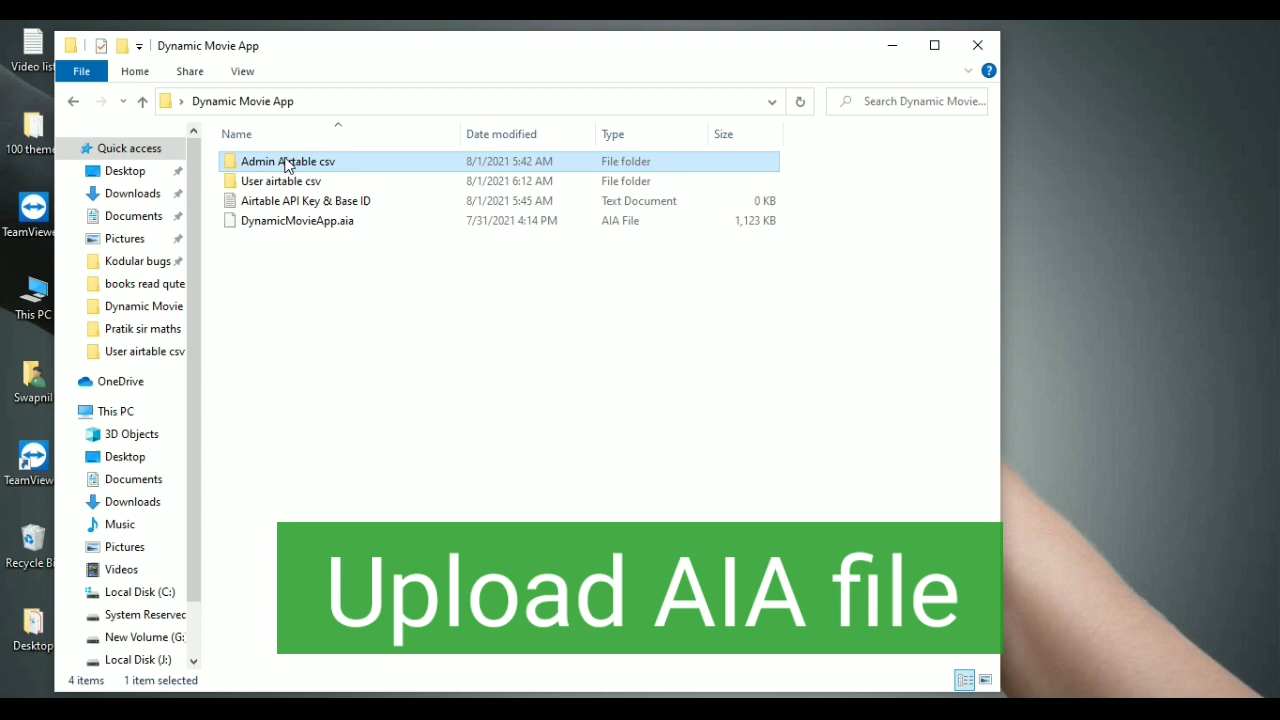 Dynamic Movie App
File
Home
Share
View
Dynamic Movie App
Search Dynamic Movie...
Name
Date modified
Type
Size
Admin Airtable csv
8/1/2021 5:42 AM
File folder
User airtable csv
8/1/2021 6:12 AM
File folder
Airtable API Key & Base ID
8/1/2021 5:45 AM
Text Document
0 KB
DynamicMovieApp.aia
7/31/2021 4:14 PM
AIA File
1,123 KB
Quick access
Desktop
Downloads
Documents
Pictures
Kodular bugs
books read qute
Dynamic Movie
Pratik sir maths
User airtable csv
OneDrive
This PC
3D Objects
Desktop
Documents
Downloads
Music
Pictures
Videos
Local Disk (C:)
System Reserved
New Volume (G:
Local Disk (J:)
4 items
1 item selected
Video list
100 theme
TeamViewe
This PC
Swapnil
TeamView
Recycle Bi
Desktop
Upload AIA file